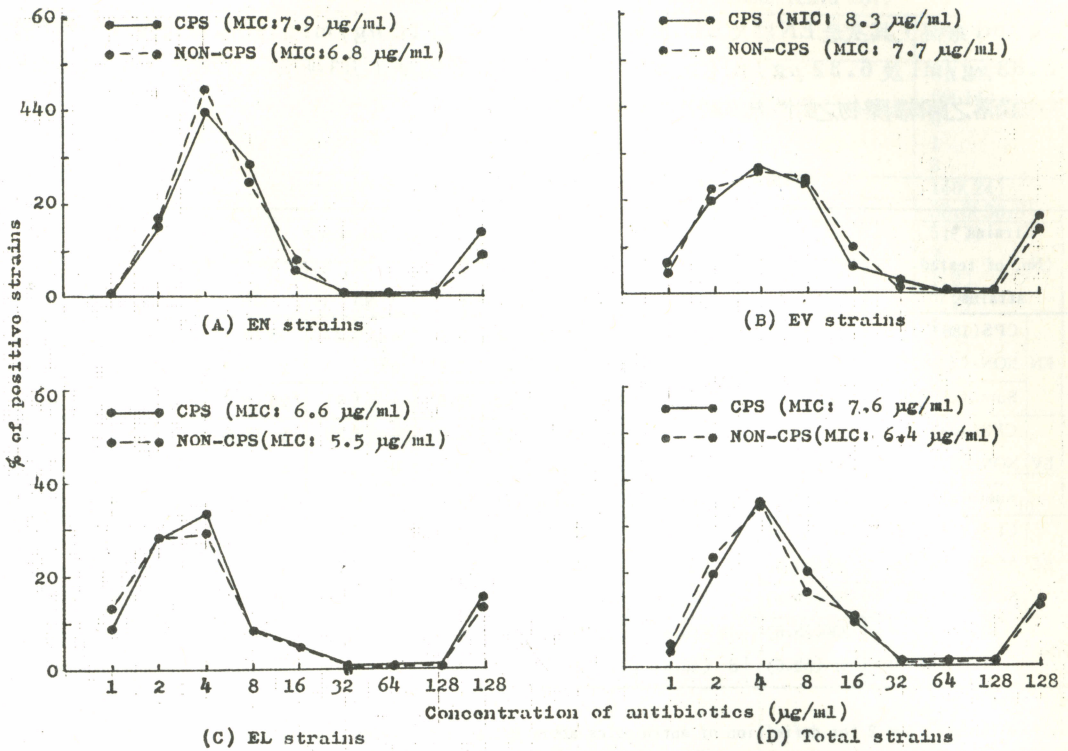 60
CPS (MIC:7.9 µg/ml)
NON-CPS (MIC:6.8 µg/ml)
440
20
0
(A) EN strains
CPS (MIC: 8.3 µg/ml)
NON-CPS (MIC: 7.7 µg/ml)
(B) EV strains
% of positive strains
60
CPS (MIC: 6.6 µg/ml)
NON-CPS(MIC: 5.5 µg/ml)
40
20
0
1 2 4 8 16 32 64 128 128
(C) EL strains
CPS (MIC: 7.6 µg/ml)
NON-CPS(MIC: 6.4 µg/ml)
1 2 4 8 16 32 64 128 128
Concentration of antibiotics (µg/ml)
(D) Total strains